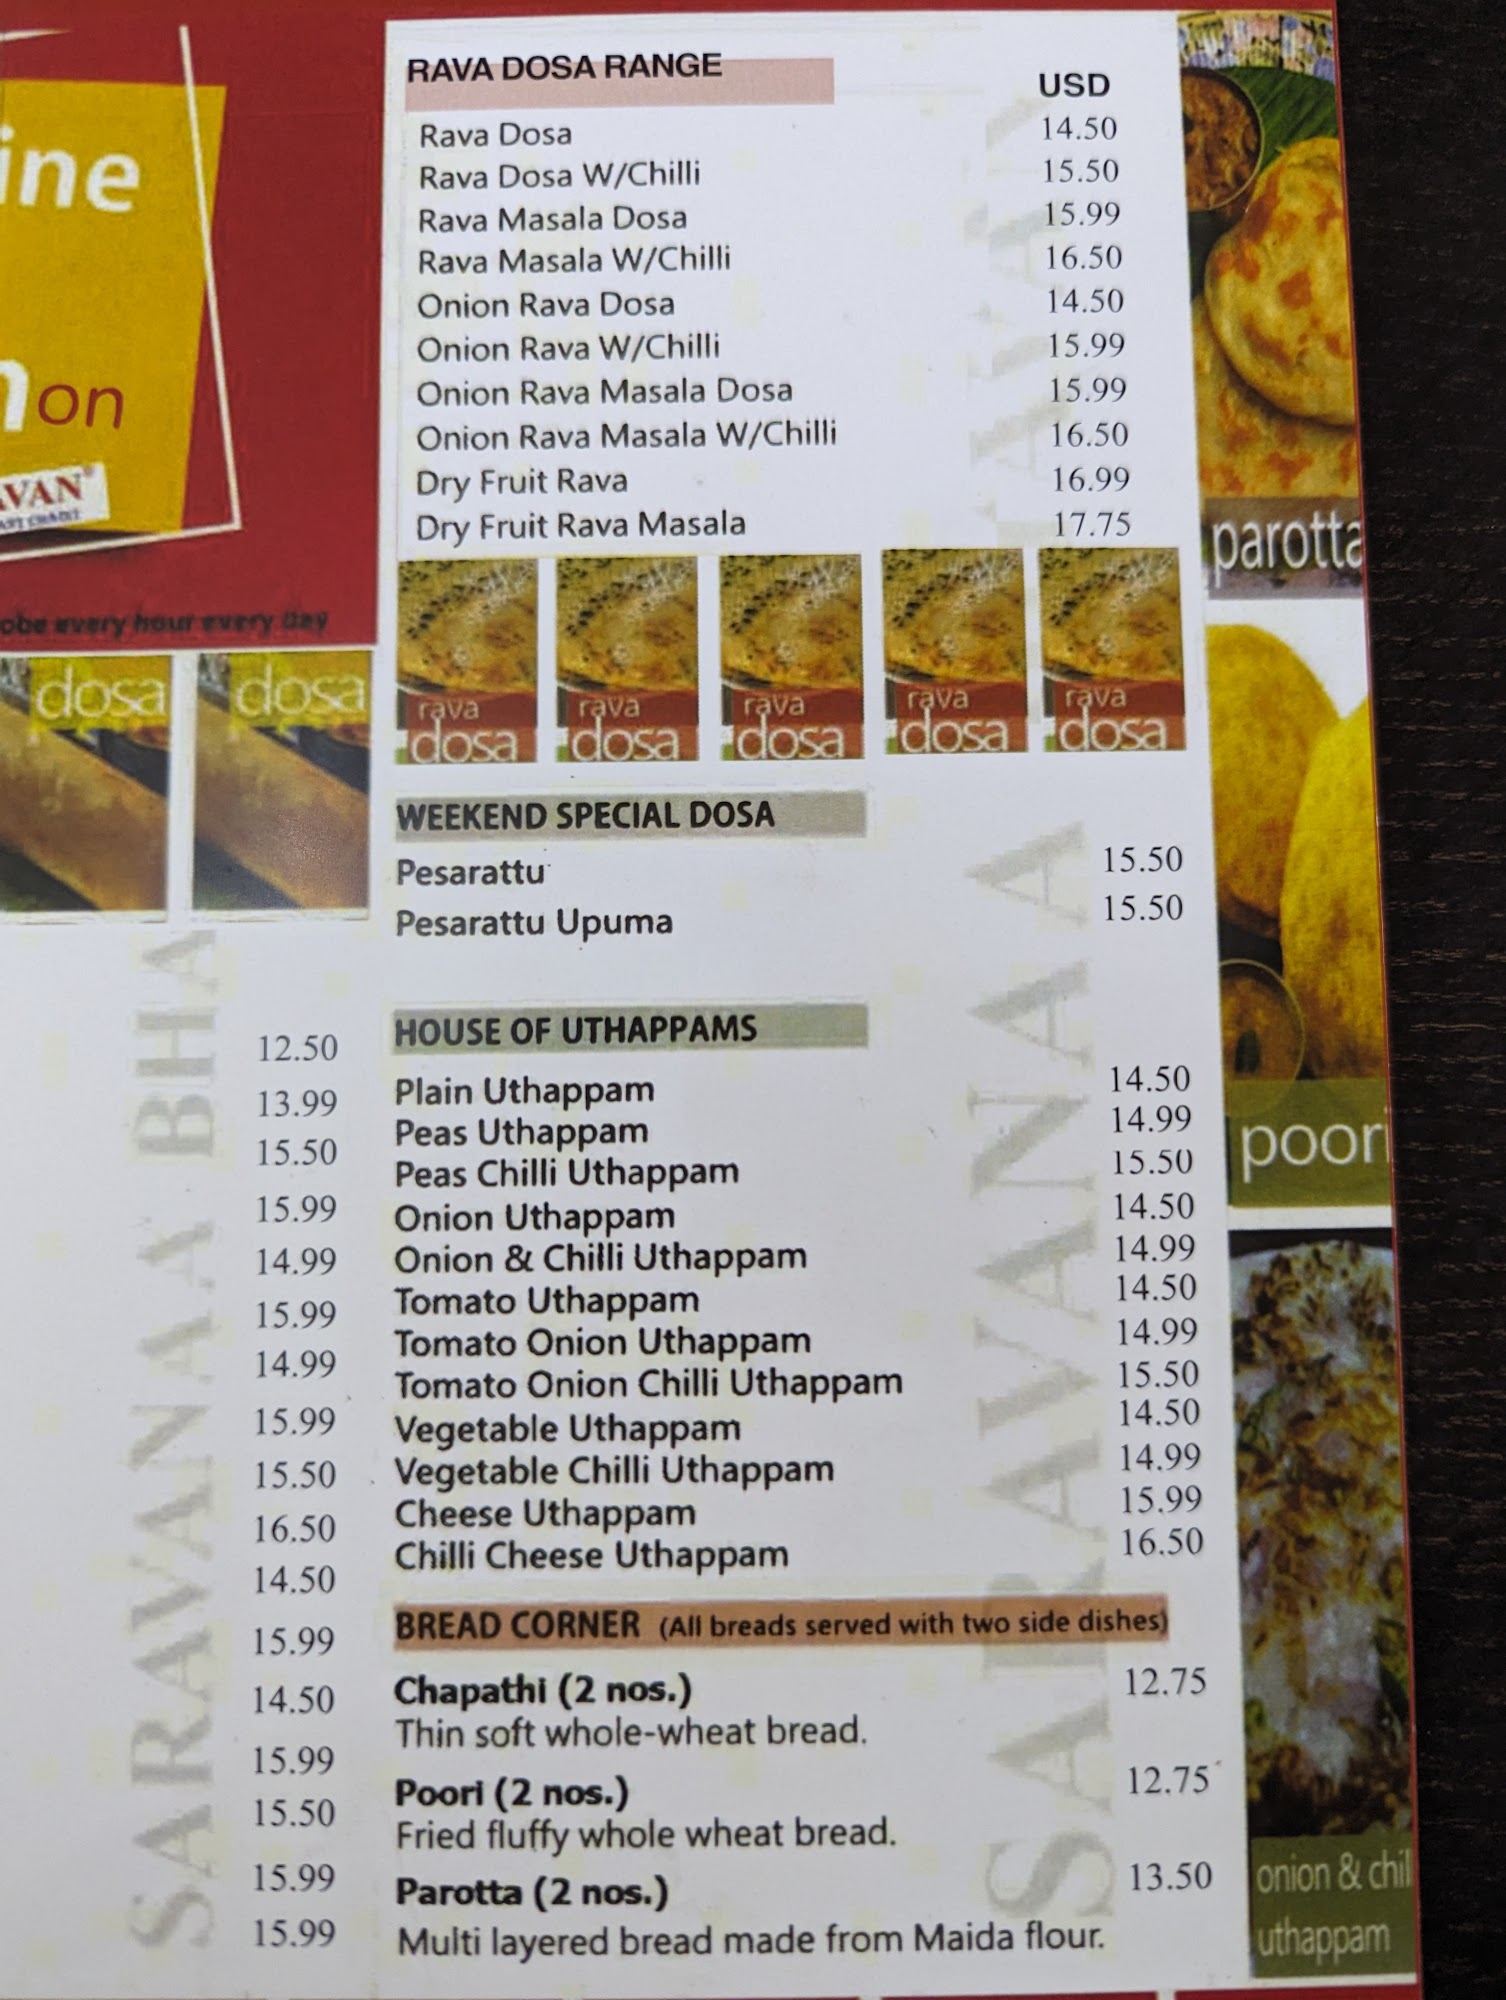 ine
on
AVAN
obe every hour every day
dosa
dosa
12.50
13.99
15.50
15.99
14.99
15.99
14.99
15.99
15.50
16.50
14.50
15.99
14.50
15.99
15.50
15.99
15.99
SARAVANAA BHA
RAVA DOSA RANGE
USD
Rava Dosa 14.50
Rava Dosa W/Chilli 15.50
Rava Masala Dosa 15.99
Rava Masala W/Chilli 16.50
Onion Rava Dosa 14.50
Onion Rava W/Chilli 15.99
Onion Rava Masala Dosa 15.99
Onion Rava Masala W/Chilli 16.50
Dry Fruit Rava 16.99
Dry Fruit Rava Masala 17.75
rava
dosa
rava
dosa
rava
dosa
rava
dosa
rava
dosa
WEEKEND SPECIAL DOSA
Pesarattu 15.50
Pesarattu Upuma 15.50
HOUSE OF UTHAPPAMS
Plain Uthappam 14.50
Peas Uthappam 14.99
Peas Chilli Uthappam 15.50
Onion Uthappam 14.50
Onion & Chilli Uthappam 14.99
Tomato Uthappam 14.50
Tomato Onion Uthappam 14.99
Tomato Onion Chilli Uthappam 15.50
Vegetable Uthappam 14.50
Vegetable Chilli Uthappam 14.99
Cheese Uthappam 15.99
Chilli Cheese Uthappam 16.50
BREAD CORNER (All breads served with two side dishes)
Chapathi (2 nos.) 12.75
Thin soft whole-wheat bread.
Poori (2 nos.) 12.75
Fried fluffy whole wheat bread.
Parotta (2 nos.) 13.50
Multi layered bread made from Maida flour.
SARAVANAA
parotta
poori
onion & chil
uthappam